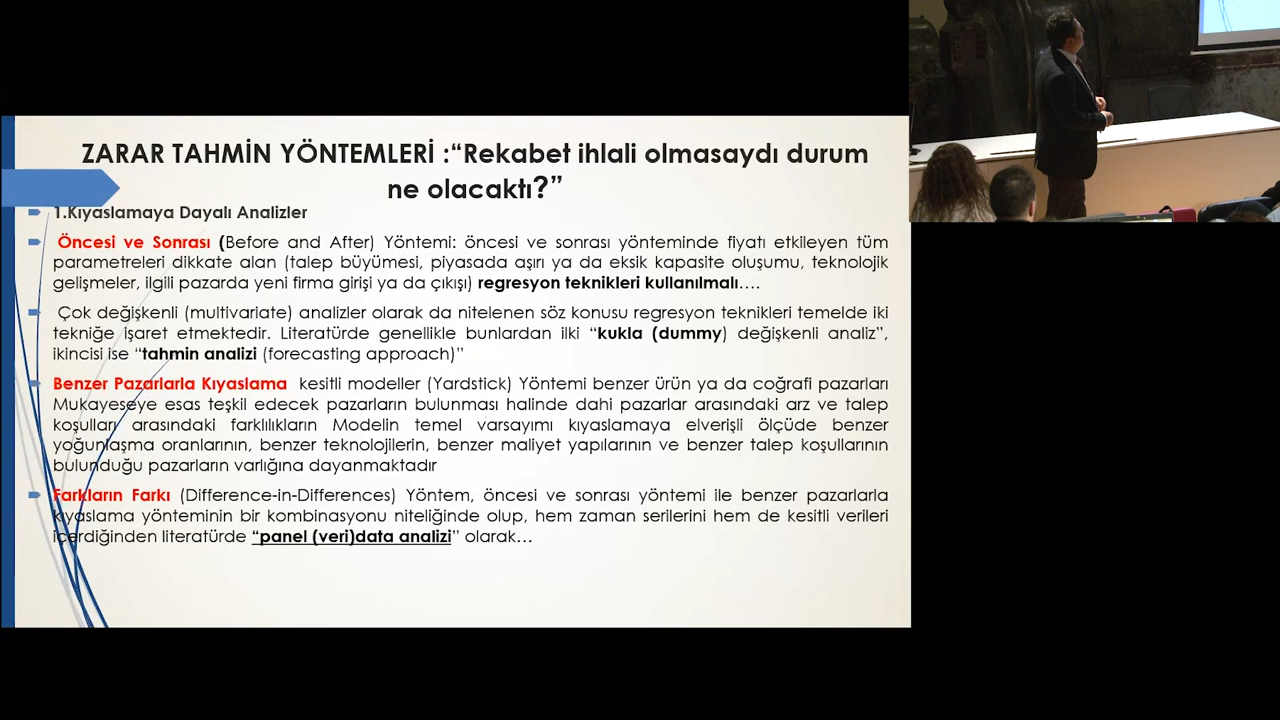 ZARAR TAHMİN YÖNTEMLERİ :“Rekabet ihlali olmasaydı durum
ne olacaktı?”
1.Kıyaslamaya Dayalı Analizler
Öncesi ve Sonrası (Before and After) Yöntemi: öncesi ve sonrası yönteminde fiyatı etkileyen tüm
parametreleri dikkate alan (talep büyümesi, piyasada aşırı ya da eksik kapasite oluşumu, teknolojik
gelişmeler, ilgili pazarda yeni firma girişi ya da çıkışı) regresyon teknikleri kullanılmalı….
Çok değişkenli (multivariate) analizler olarak da nitelenen söz konusu regresyon teknikleri temelde iki
tekniğe işaret etmektedir. Literatürde genellikle bunlardan ilki “kukla (dummy) değişkenli analiz”,
ikincisi ise “tahmin analizi (forecasting approach)”
Benzer Pazarlarla Kıyaslama kesitli modeller (Yardstick) Yöntemi benzer ürün ya da coğrafi pazarları
Mukayeseye esas teşkil edecek pazarların bulunması halinde dahi pazarlar arasındaki arz ve talep
koşulları arasındaki farklılıkların Modelin temel varsayımı kıyaslamaya elverişli ölçüde benzer
yoğunlaşma oranlarının, benzer teknolojilerin, benzer maliyet yapılarının ve benzer talep koşullarının
bulunduğu pazarların varlığına dayanmaktadır
Farkların Farkı (Difference-in-Differences) Yöntem, öncesi ve sonrası yöntemi ile benzer pazarlarla
kıyaslama yönteminin bir kombinasyonu niteliğinde olup, hem zaman serilerini hem de kesitli verileri
içerdiğinden literatürde “panel (veri)data analizi” olarak…